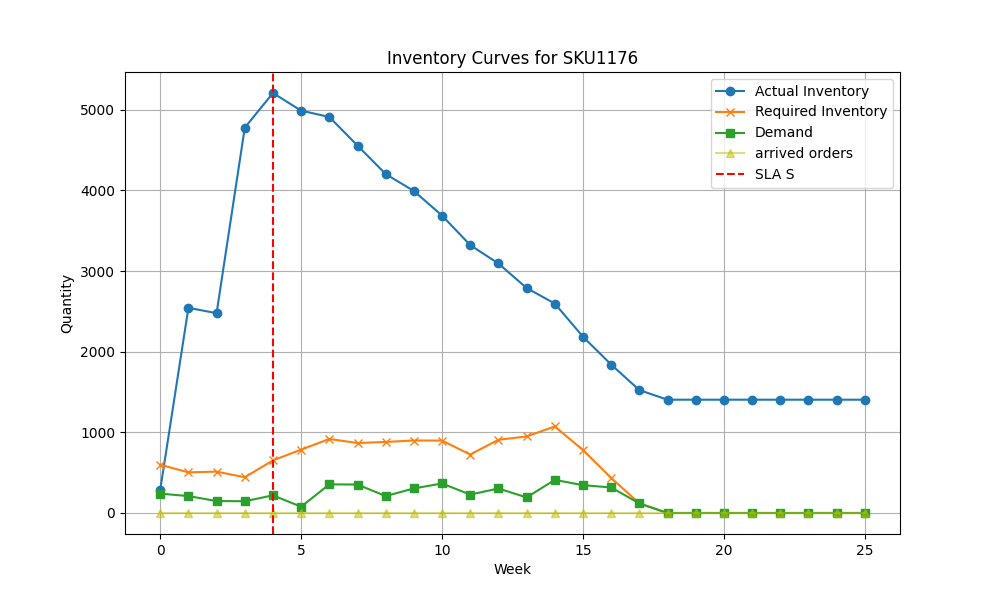 Inventory Curves for SKU1176
Actual Inventory
Required Inventory
Demand
arrived orders
SLA S
Quantity
5000
4000
3000
2000
1000
0
0 5 10 15 20 25
Week